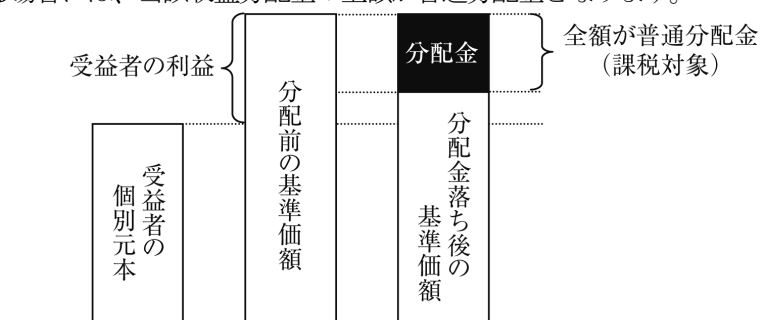 全額が普通分配金
（課税対象）
分配金
受益者の利益
分配前の基準価額
分配金落ち後の
基準価額
受益者の
個別元本